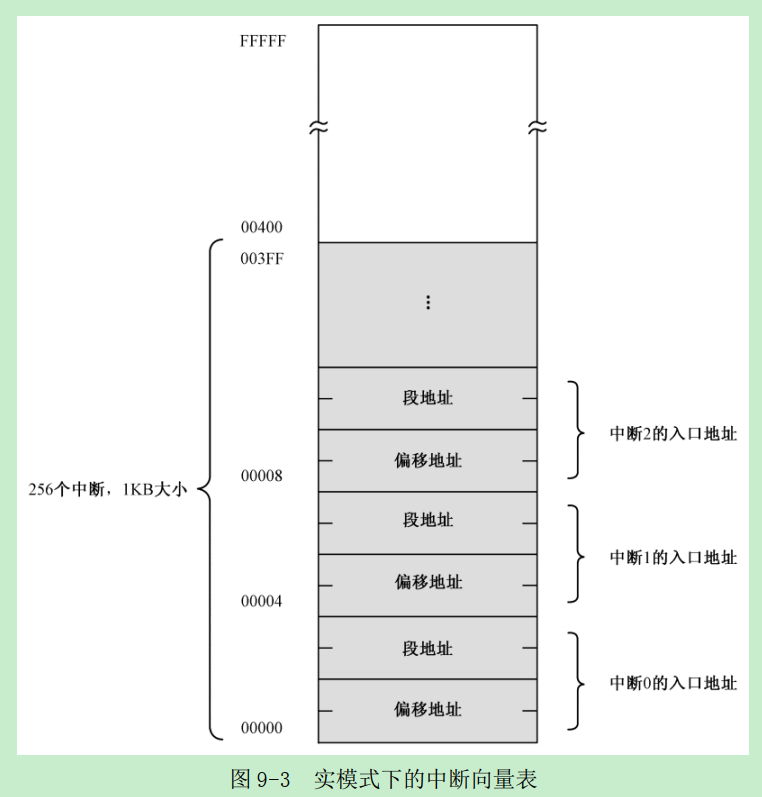 FFFFF
00400
003FF
⋮
段地址
中断2的入口地址
偏移地址
00008
256个中断，1KB大小
段地址
中断1的入口地址
偏移地址
00004
段地址
中断0的入口地址
偏移地址
00000
图 9-3 实模式下的中断向量表